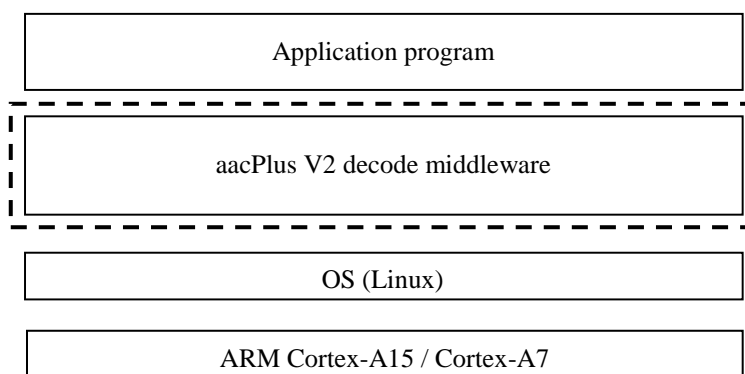 Application program
aacPlus V2 decode middleware
OS (Linux)
ARM Cortex-A15 / Cortex-A7